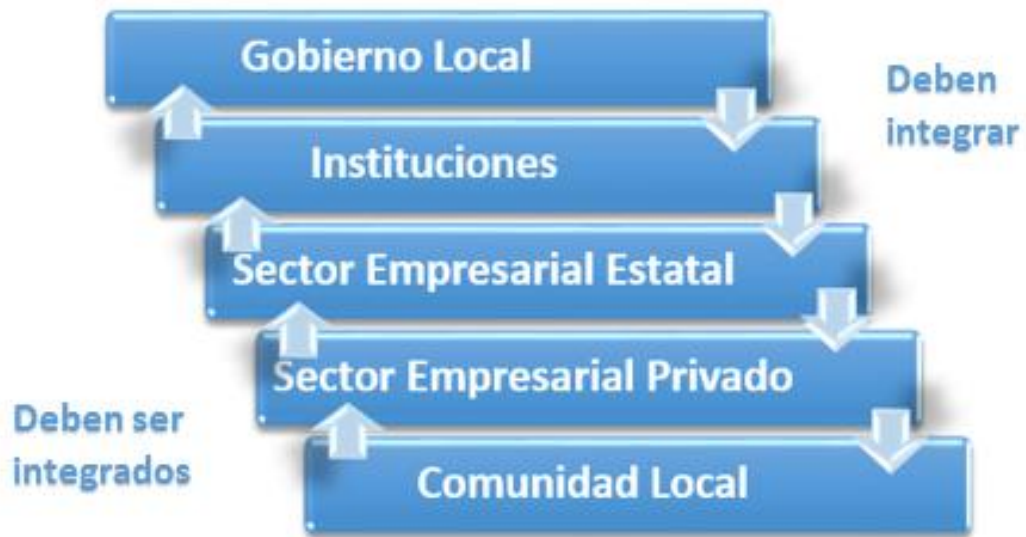 Gobierno Local
Deben
integrar
Instituciones
Sector Empresarial Estatal
Sector Empresarial Privado
Deben ser
integrados
Comunidad Local